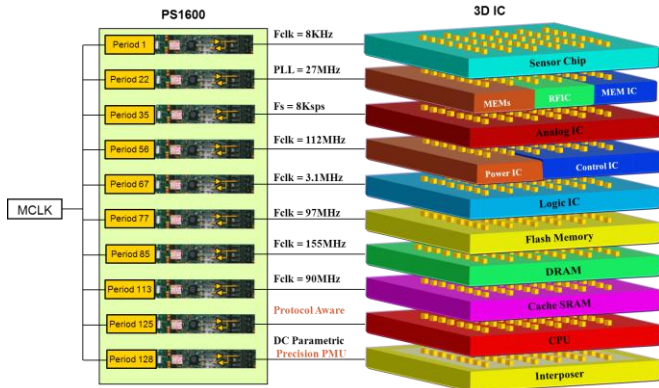 PS1600
3D IC
MCLK
Period 1
Fclk = 8KHz
Sensor Chip
Period 22
PLL = 27MHz
MEMs
RFIC
MEM IC
Period 35
Fs = 8Ksps
Analog IC
Period 56
Fclk = 112MHz
Power IC
Control IC
Period 67
Fclk = 3.1MHz
Logic IC
Period 77
Fclk = 97MHz
Flash Memory
Period 85
Fclk = 155MHz
DRAM
Period 113
Fclk = 90MHz
Cache SRAM
Period 125
Protocol Aware
CPU
Period 128
DC Parametric
Precision PMU
Interposer